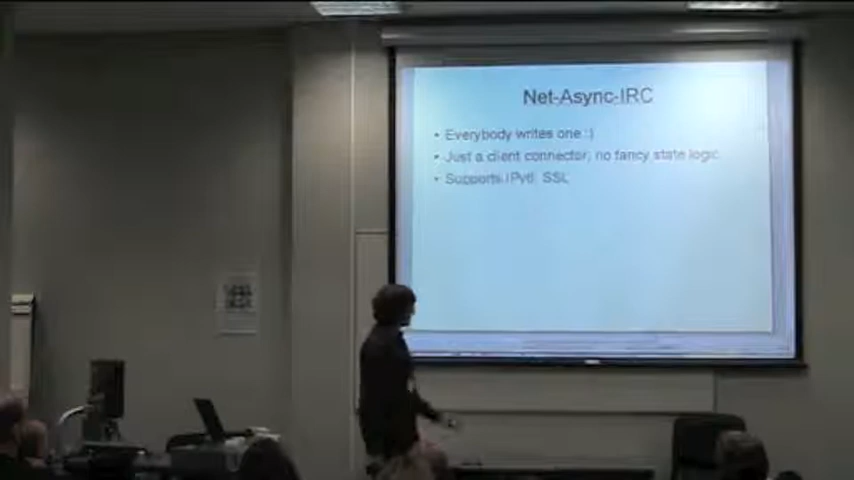 Net-Async-IRC
• Everybody writes one :)
• Just a client connector; no fancy state logic
• Supports IPv6, SSL